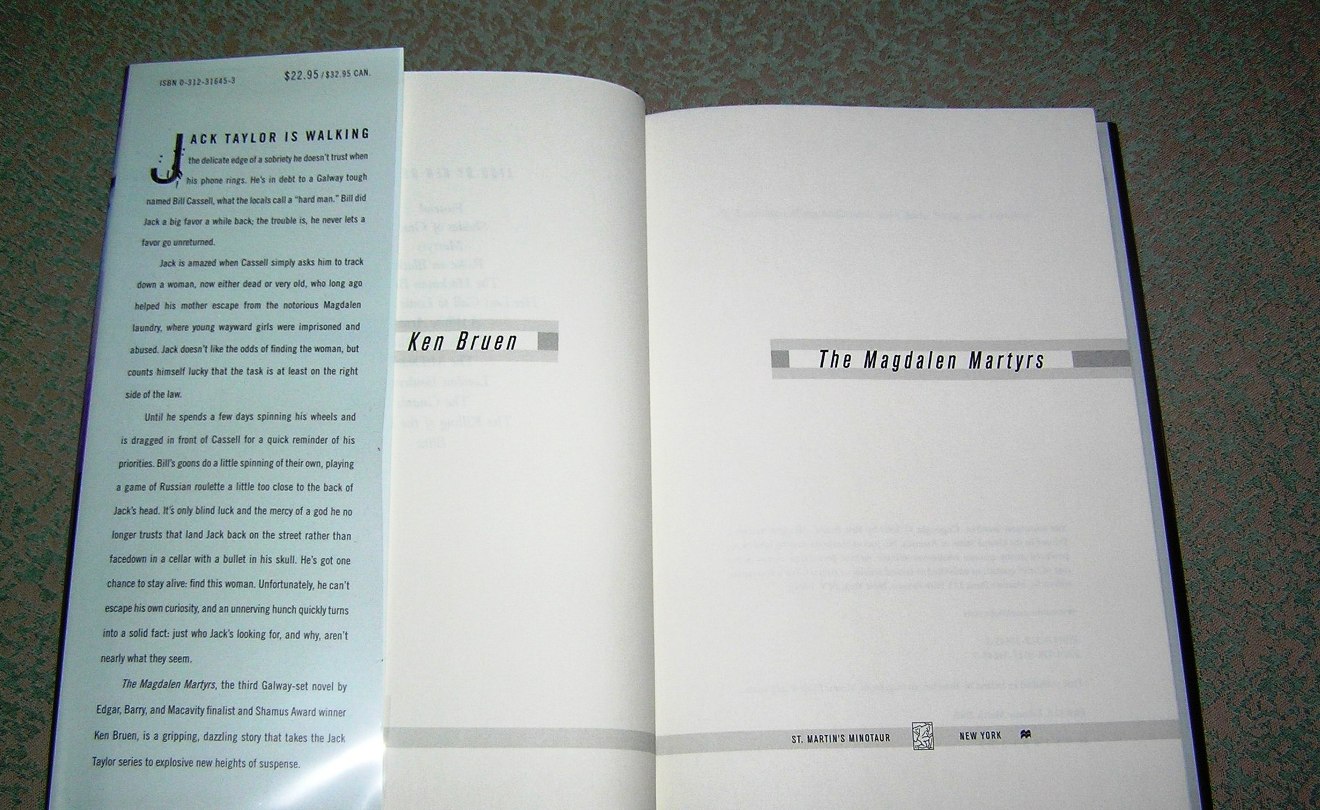 ISBN 0-312-31645-3
$22.95/$32.95 CAN.
JACK TAYLOR IS WALKING
the delicate edge of a sobriety he doesn't trust when
his phone rings. He's in debt to a Galway tough
named Bill Cassell, what the locals call a "hard man." Bill did
Jack a big favor a while back; the trouble is, he never lets a
favor go unreturned.
Jack is amazed when Cassell simply asks him to track
down a woman, now either dead or very old, who long ago
helped his mother escape from the notorious Magdalen
laundry, where young wayward girls were imprisoned and
abused. Jack doesn't like the odds of finding the woman, but
counts himself lucky that the task is at least on the right
side of the law.
Until he spends a few days spinning his wheels and
is dragged in front of Cassell for a quick reminder of his
priorities. Bill's goons do a little spinning of their own, playing
a game of Russian roulette a little too close to the back of
Jack's head. It's only blind luck and the mercy of a god he no
longer trusts that land Jack back on the street rather than
facedown in a cellar with a bullet in his skull. He's got one
chance to stay alive: find this woman. Unfortunately, he can't
escape his own curiosity, and an unnerving hunch quickly turns
into a solid fact: just who Jack's looking for, and why, aren't
nearly what they seem.
The Magdalen Martyrs, the third Galway-set novel by
Edgar, Barry, and Macavity finalist and Shamus Award winner
Ken Bruen, is a gripping, dazzling story that takes the Jack
Taylor series to explosive new heights of suspense.
Ken Bruen
The Magdalen Martyrs
ST. MARTIN'S MINOTAUR
NEW YORK